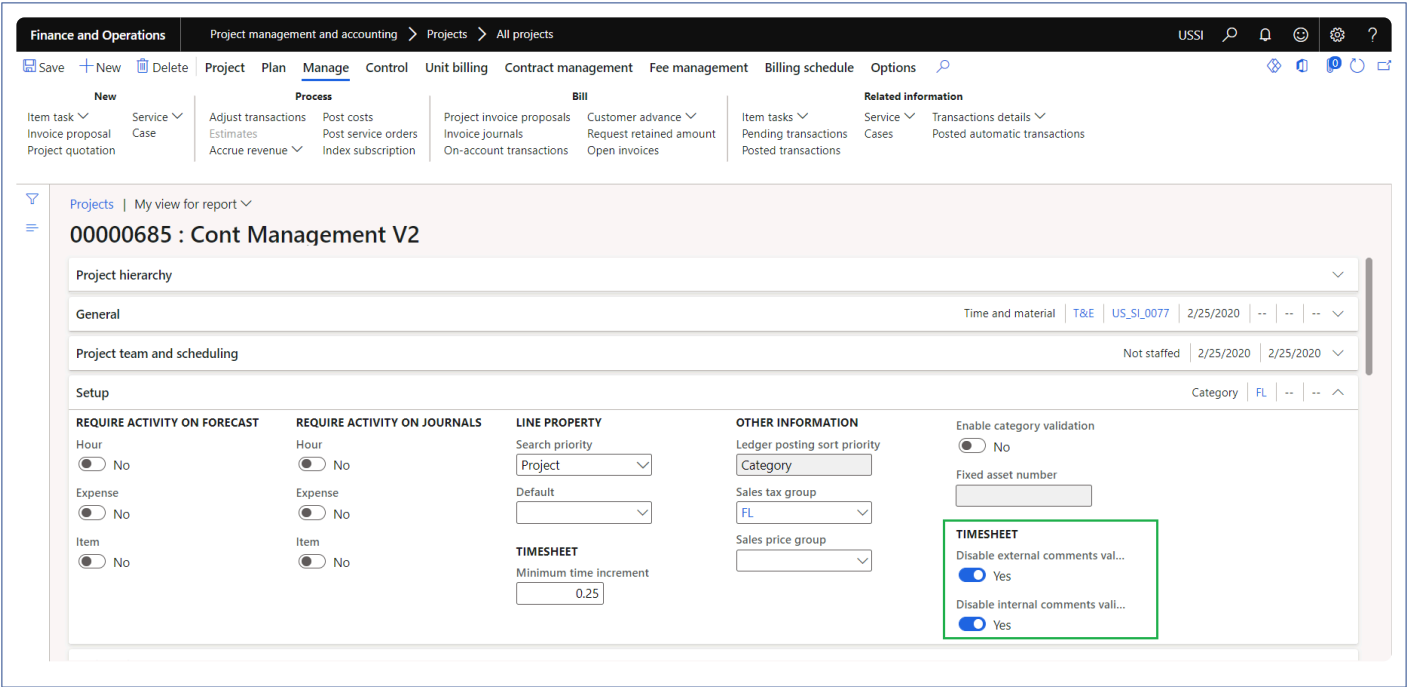 Finance and Operations
Project management and accounting > Projects > All projects
USSI
Save New Delete Project Plan Manage Control Unit billing Contract management Fee management Billing schedule Options
0
New
Item task
Invoice proposal
Project quotation
Service
Case
Process
Adjust transactions
Estimates
Accrue revenue
Post costs
Post service orders
Index subscription
Bill
Project invoice proposals
Invoice journals
On-account transactions
Customer advance
Request retained amount
Open invoices
Related information
Item tasks
Pending transactions
Posted transactions
Service
Cases
Transactions details
Posted automatic transactions
Projects | My view for report
00000685 : Cont Management V2
Project hierarchy
General
Time and material | T&E | US_SI_0077 | 2/25/2020 | -- | -- | --
Project team and scheduling
Not staffed | 2/25/2020 | 2/25/2020
Setup
Category | FL | -- | --
REQUIRE ACTIVITY ON FORECAST
Hour
No
Expense
No
Item
No
REQUIRE ACTIVITY ON JOURNALS
Hour
No
Expense
No
Item
No
LINE PROPERTY
Search priority
Project
Default
TIMESHEET
Minimum time increment
0.25
OTHER INFORMATION
Ledger posting sort priority
Category
Sales tax group
FL
Sales price group
Enable category validation
No
Fixed asset number
TIMESHEET
Disable external comments val...
Yes
Disable internal comments vali...
Yes